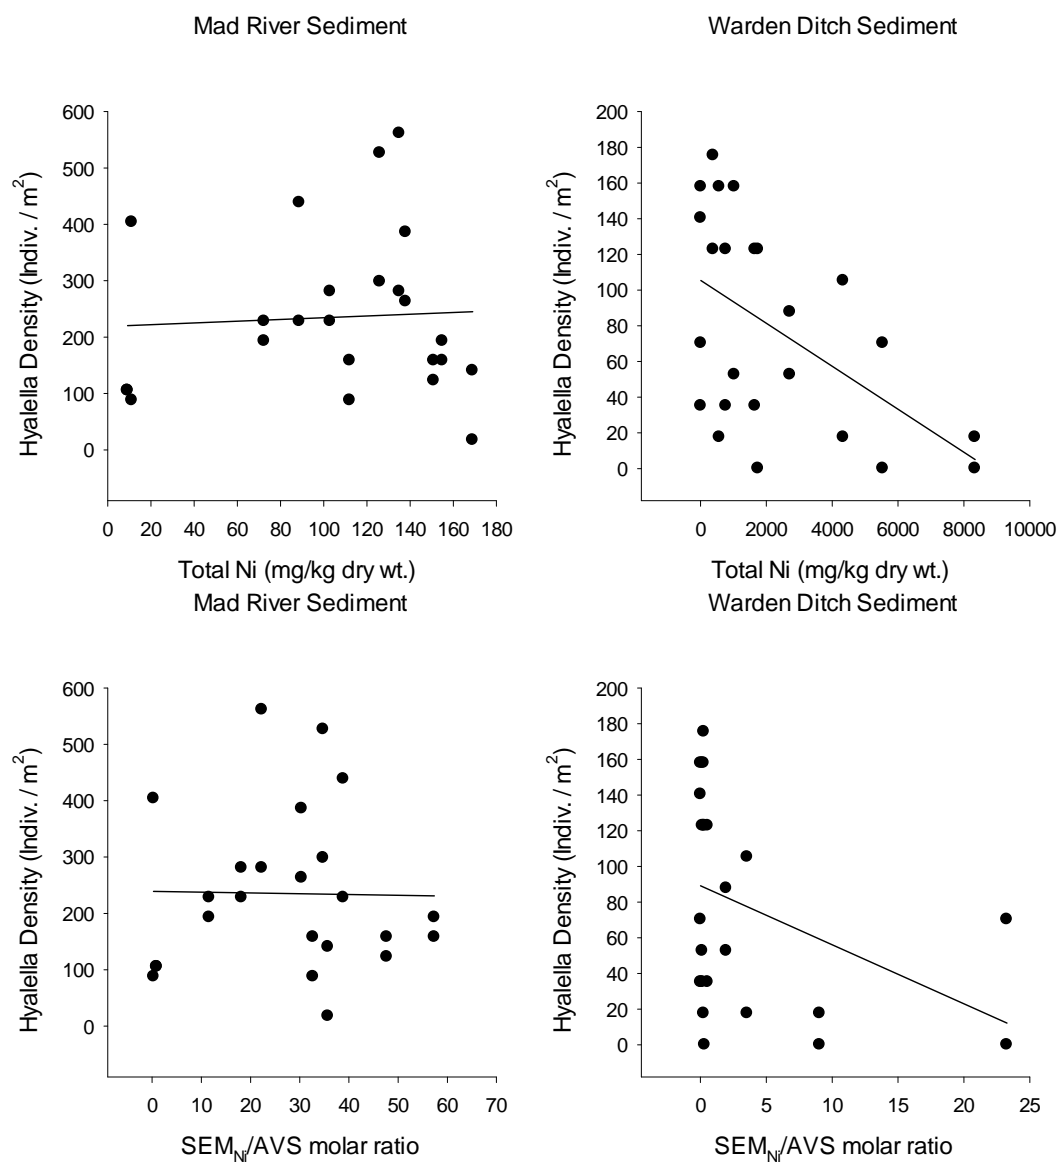 Mad River Sediment
Warden Ditch Sediment
Hyalella Density (Indiv. / m²)
600
500
400
300
200
100
0
0 20 40 60 80 100 120 140 160 180
Total Ni (mg/kg dry wt.)
Hyalella Density (Indiv. / m²)
200
180
160
140
120
100
80
60
40
20
0
0 2000 4000 6000 8000 10000
Total Ni (mg/kg dry wt.)
Mad River Sediment
Warden Ditch Sediment
Hyalella Density (Indiv. / m²)
600
500
400
300
200
100
0
0 10 20 30 40 50 60 70
SEM_Ni/AVS molar ratio
Hyalella Density (Indiv. / m²)
200
180
160
140
120
100
80
60
40
20
0
0 5 10 15 20 25
SEM_Ni/AVS molar ratio